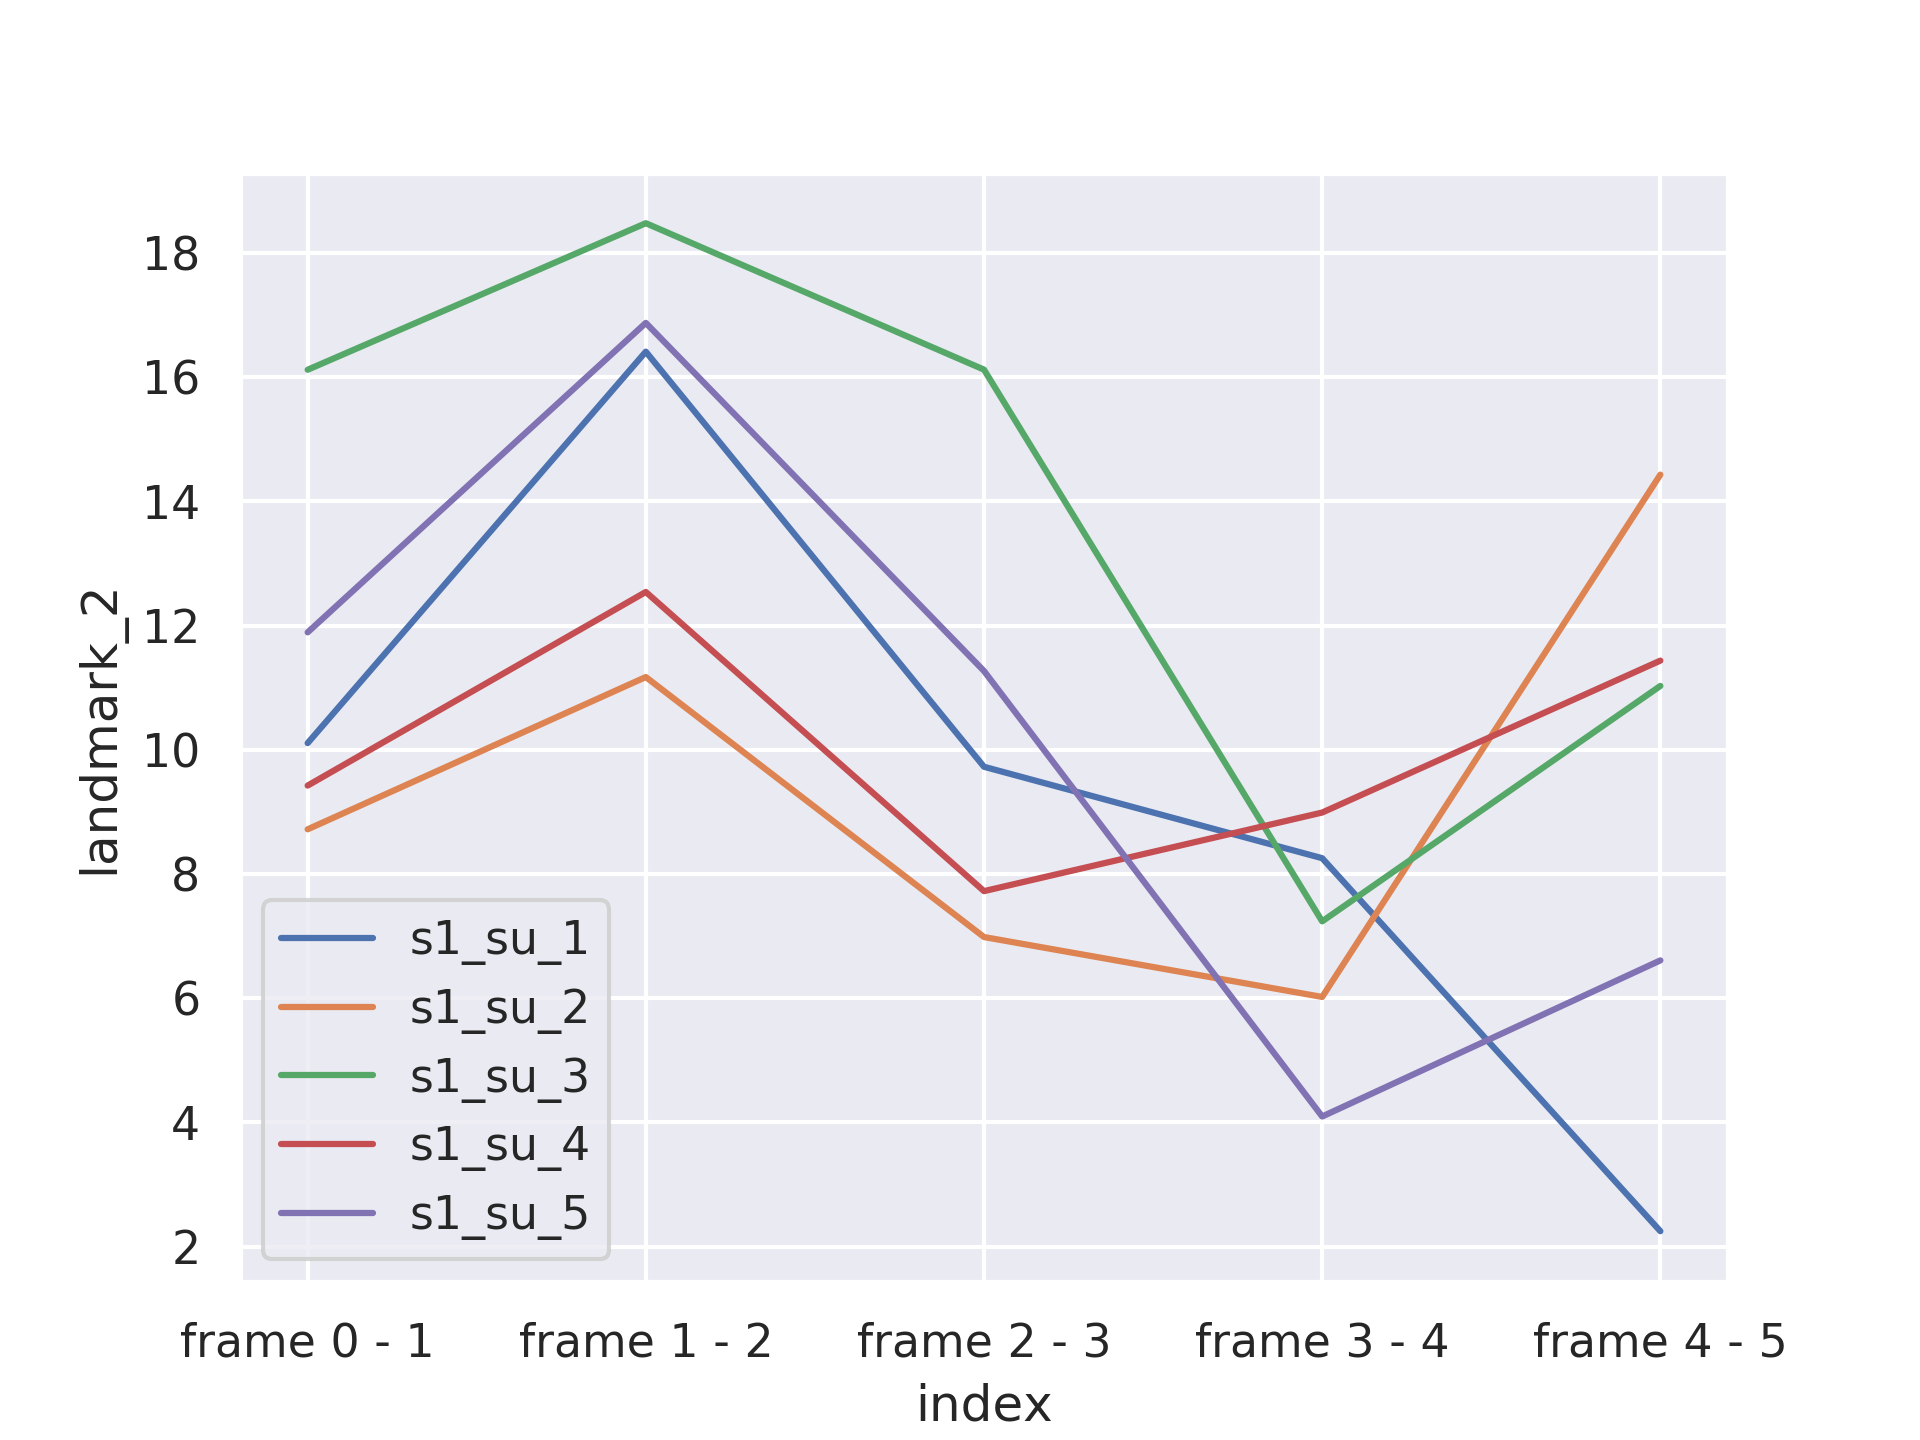 landmark_2
18
16
14
12
10
8
6
4
2
s1_su_1
s1_su_2
s1_su_3
s1_su_4
s1_su_5
frame 0 - 1 frame 1 - 2 frame 2 - 3 frame 3 - 4 frame 4 - 5
index